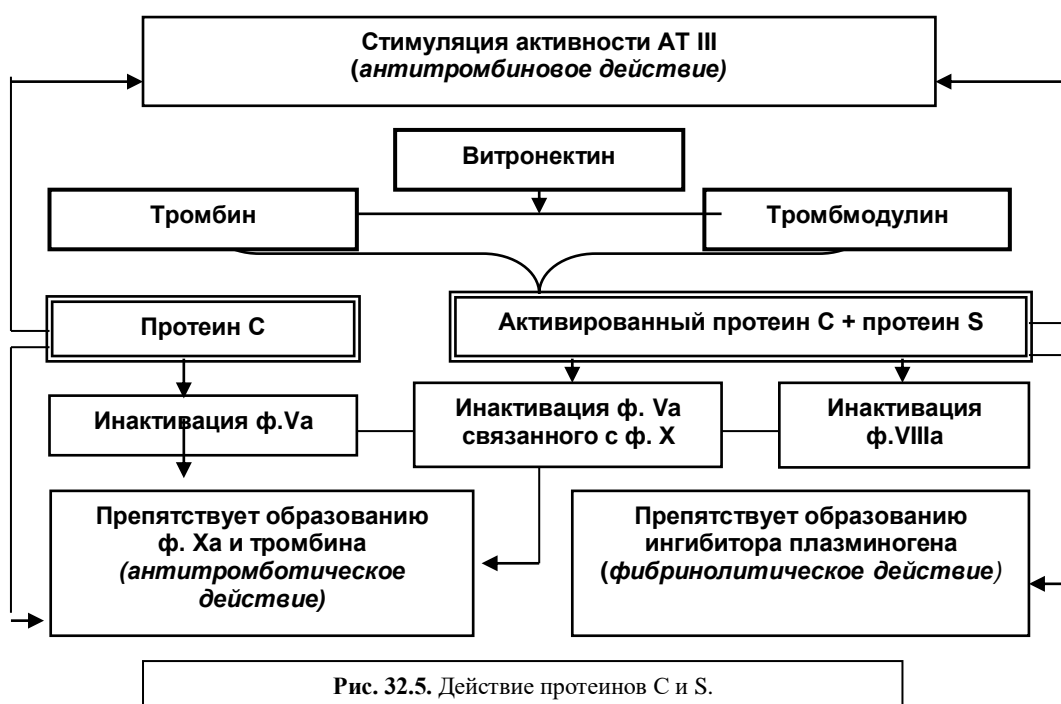 Стимуляция активности АТ III
(антитромбиновое действие)
Витронектин
Тромбин
Тромбмодулин
Протеин С
Активированный протеин С + протеин S
Инактивация ф.Va
Инактивация ф. Va
связанного с ф. X
Инактивация
ф.VIIIa
Препятствует образованию
ф. Xa и тромбина
(антитромботическое
действие)
Препятствует образованию
ингибитора плазминогена
(фибринолитическое действие)
Рис. 32.5. Действие протеинов С и S.